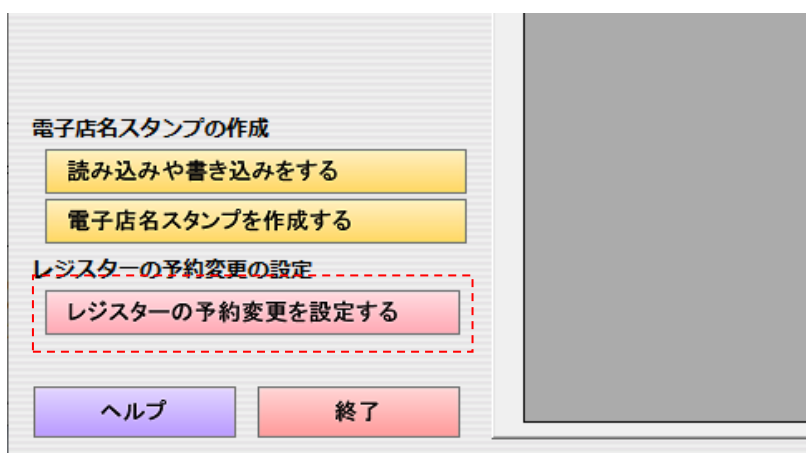 電子店名スタンプの作成
読み込みや書き込みをする
電子店名スタンプを作成する
レジスターの予約変更の設定
レジスターの予約変更を設定する
ヘルプ
終了